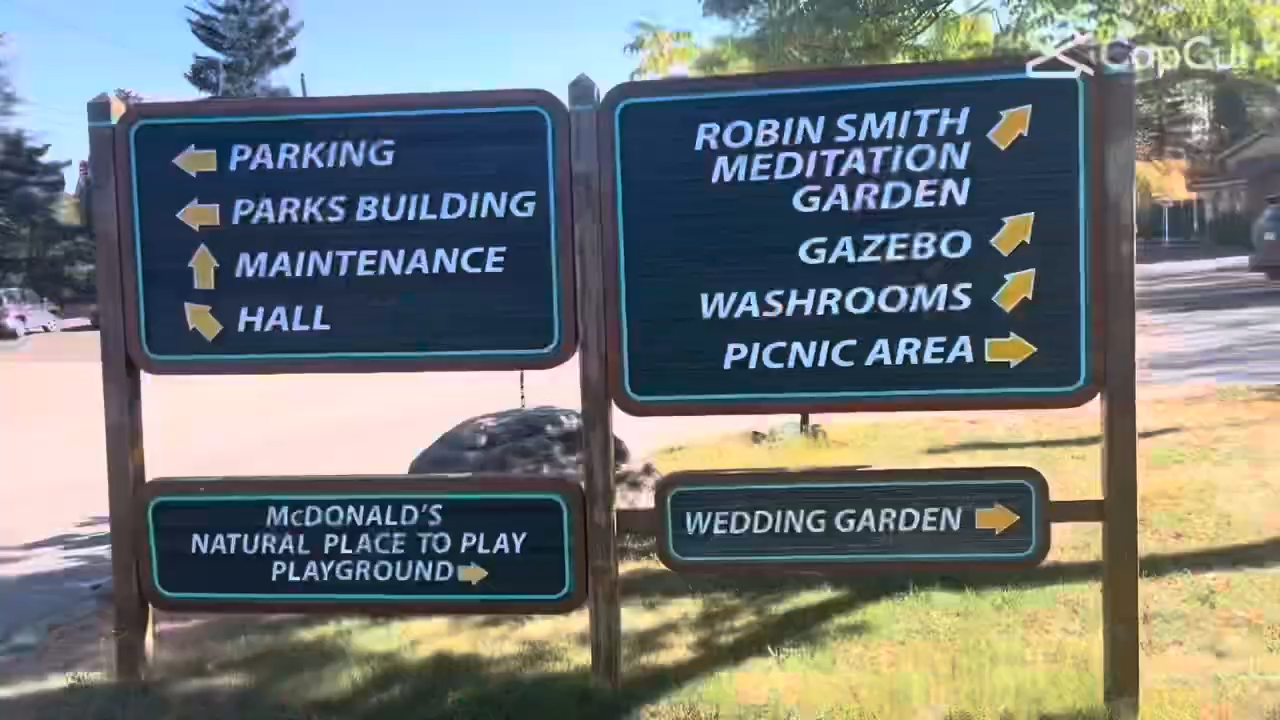 PARKING
PARKS BUILDING
MAINTENANCE
HALL
ROBIN SMITH
MEDITATION
GARDEN
GAZEBO
WASHROOMS
PICNIC AREA
McDONALD'S
NATURAL PLACE TO PLAY
PLAYGROUND
WEDDING GARDEN
CapCut